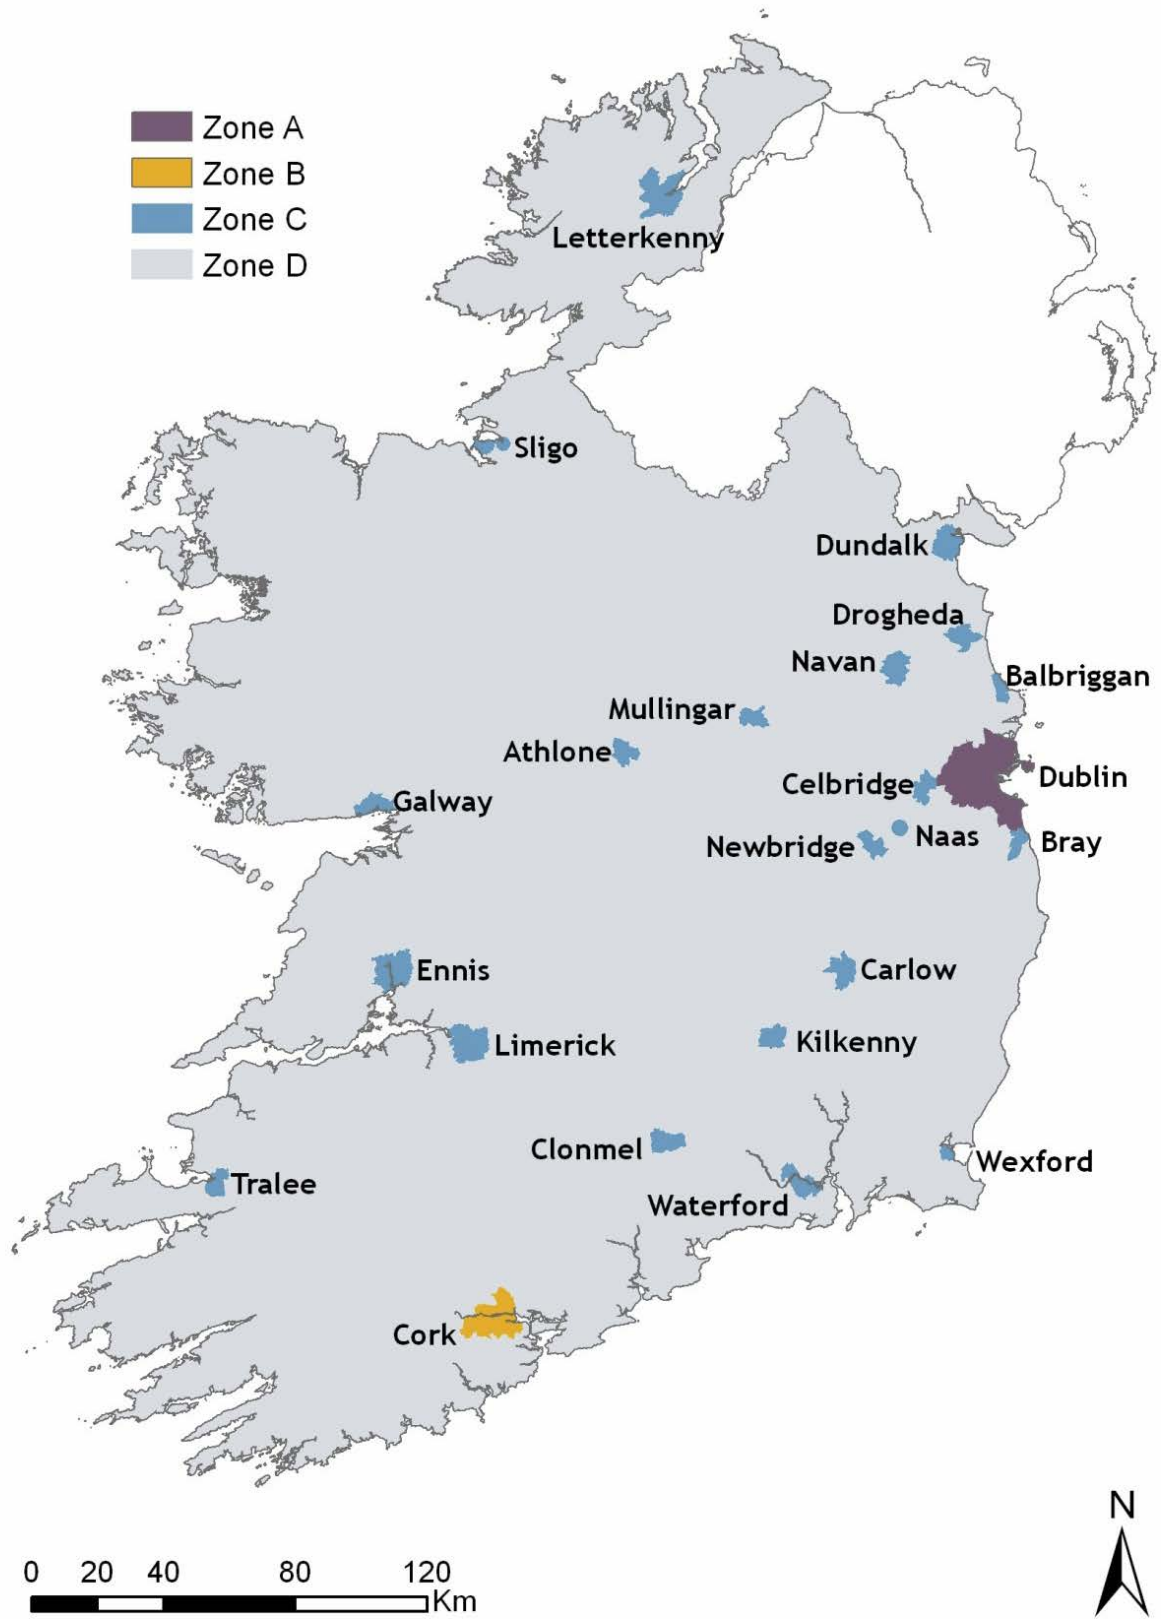 Zone A
Zone B
Zone C
Zone D
Letterkenny
Sligo
Dundalk
Drogheda
Navan
Balbriggan
Mullingar
Athlone
Celbridge
Dublin
Galway
Newbridge
Naas
Bray
Ennis
Carlow
Limerick
Kilkenny
Clonmel
Wexford
Tralee
Waterford
Cork
N
0 20 40 80 120
Km